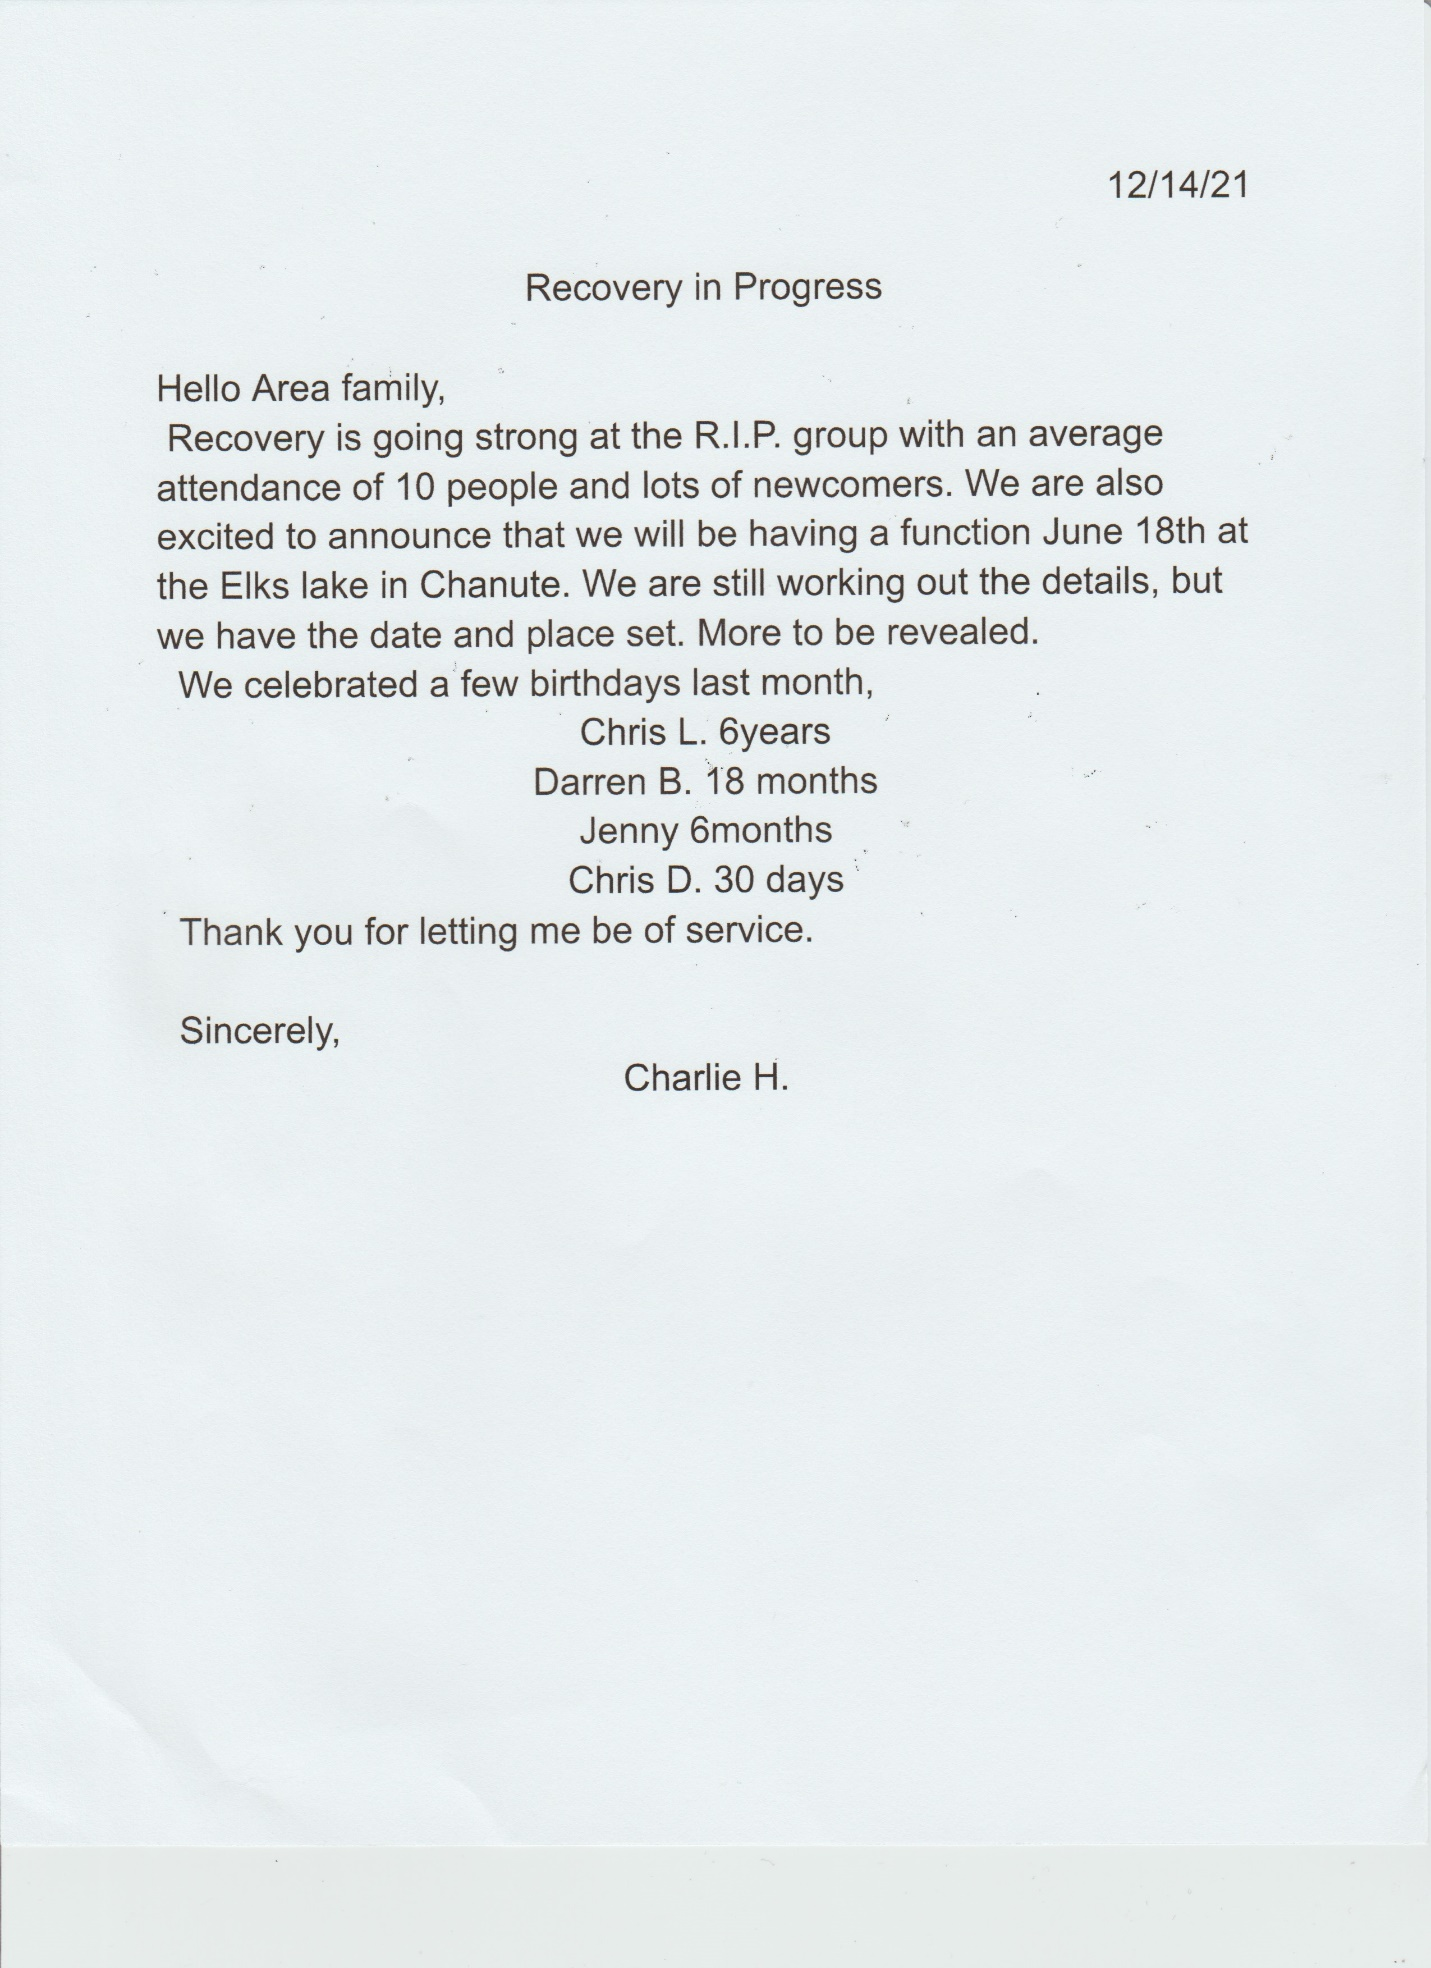 12/14/21
Recovery in Progress
Hello Area family,
Recovery is going strong at the R.I.P. group with an average
attendance of 10 people and lots of newcomers. We are also
excited to announce that we will be having a function June 18th at
the Elks lake in Chanute. We are still working out the details, but
we have the date and place set. More to be revealed.
We celebrated a few birthdays last month,
Chris L. 6years
Darren B. 18 months
Jenny 6months
Chris D. 30 days
Thank you for letting me be of service.
Sincerely,
Charlie H.